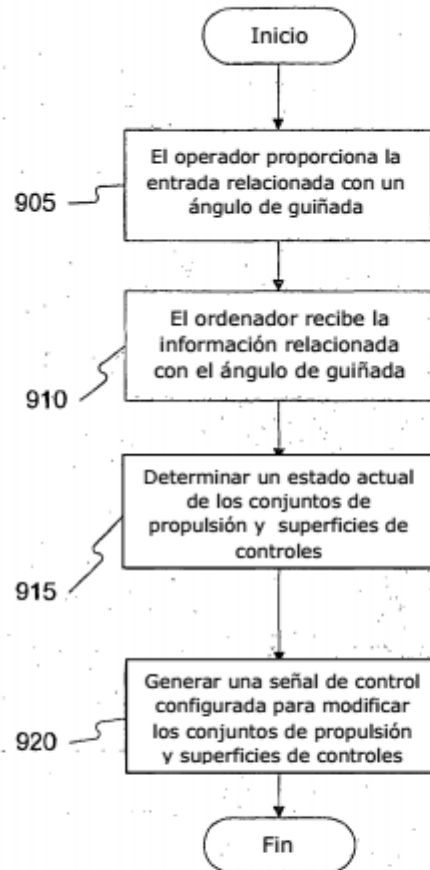 Inicio
El operador proporciona la
entrada relacionada con un
ángulo de guiñada
905
El ordenador recibe la
información relacionada
con el ángulo de guiñada
910
Determinar un estado actual
de los conjuntos de
propulsión y superficies de
controles
915
Generar una señal de control
configurada para modificar
los conjuntos de propulsión
y superficies de controles
920
Fin